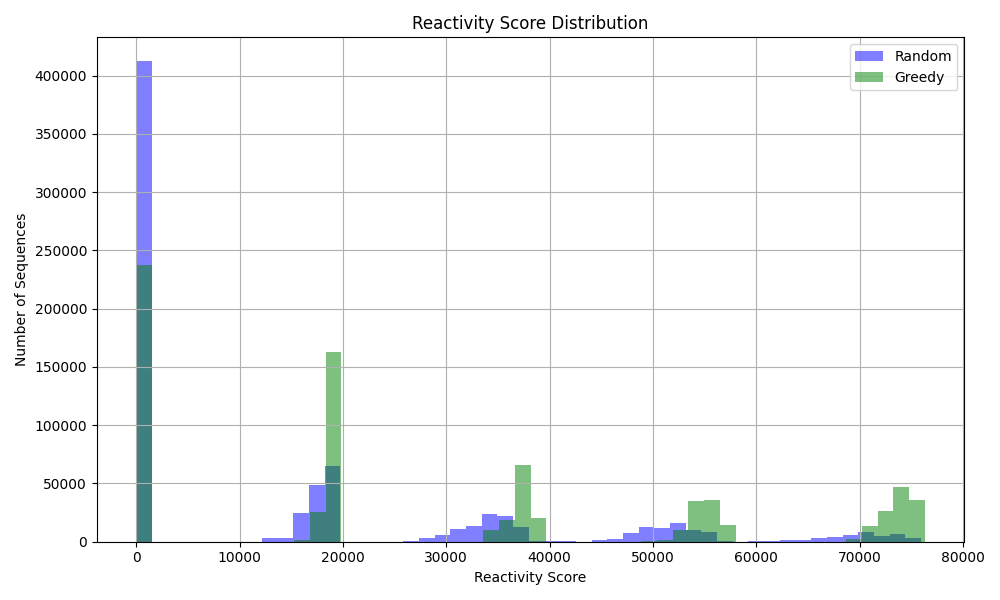 Reactivity Score Distribution
Random
Greedy
Number of Sequences
400000
350000
300000
250000
200000
150000
100000
50000
0
0 10000 20000 30000 40000 50000 60000 70000 80000
Reactivity Score